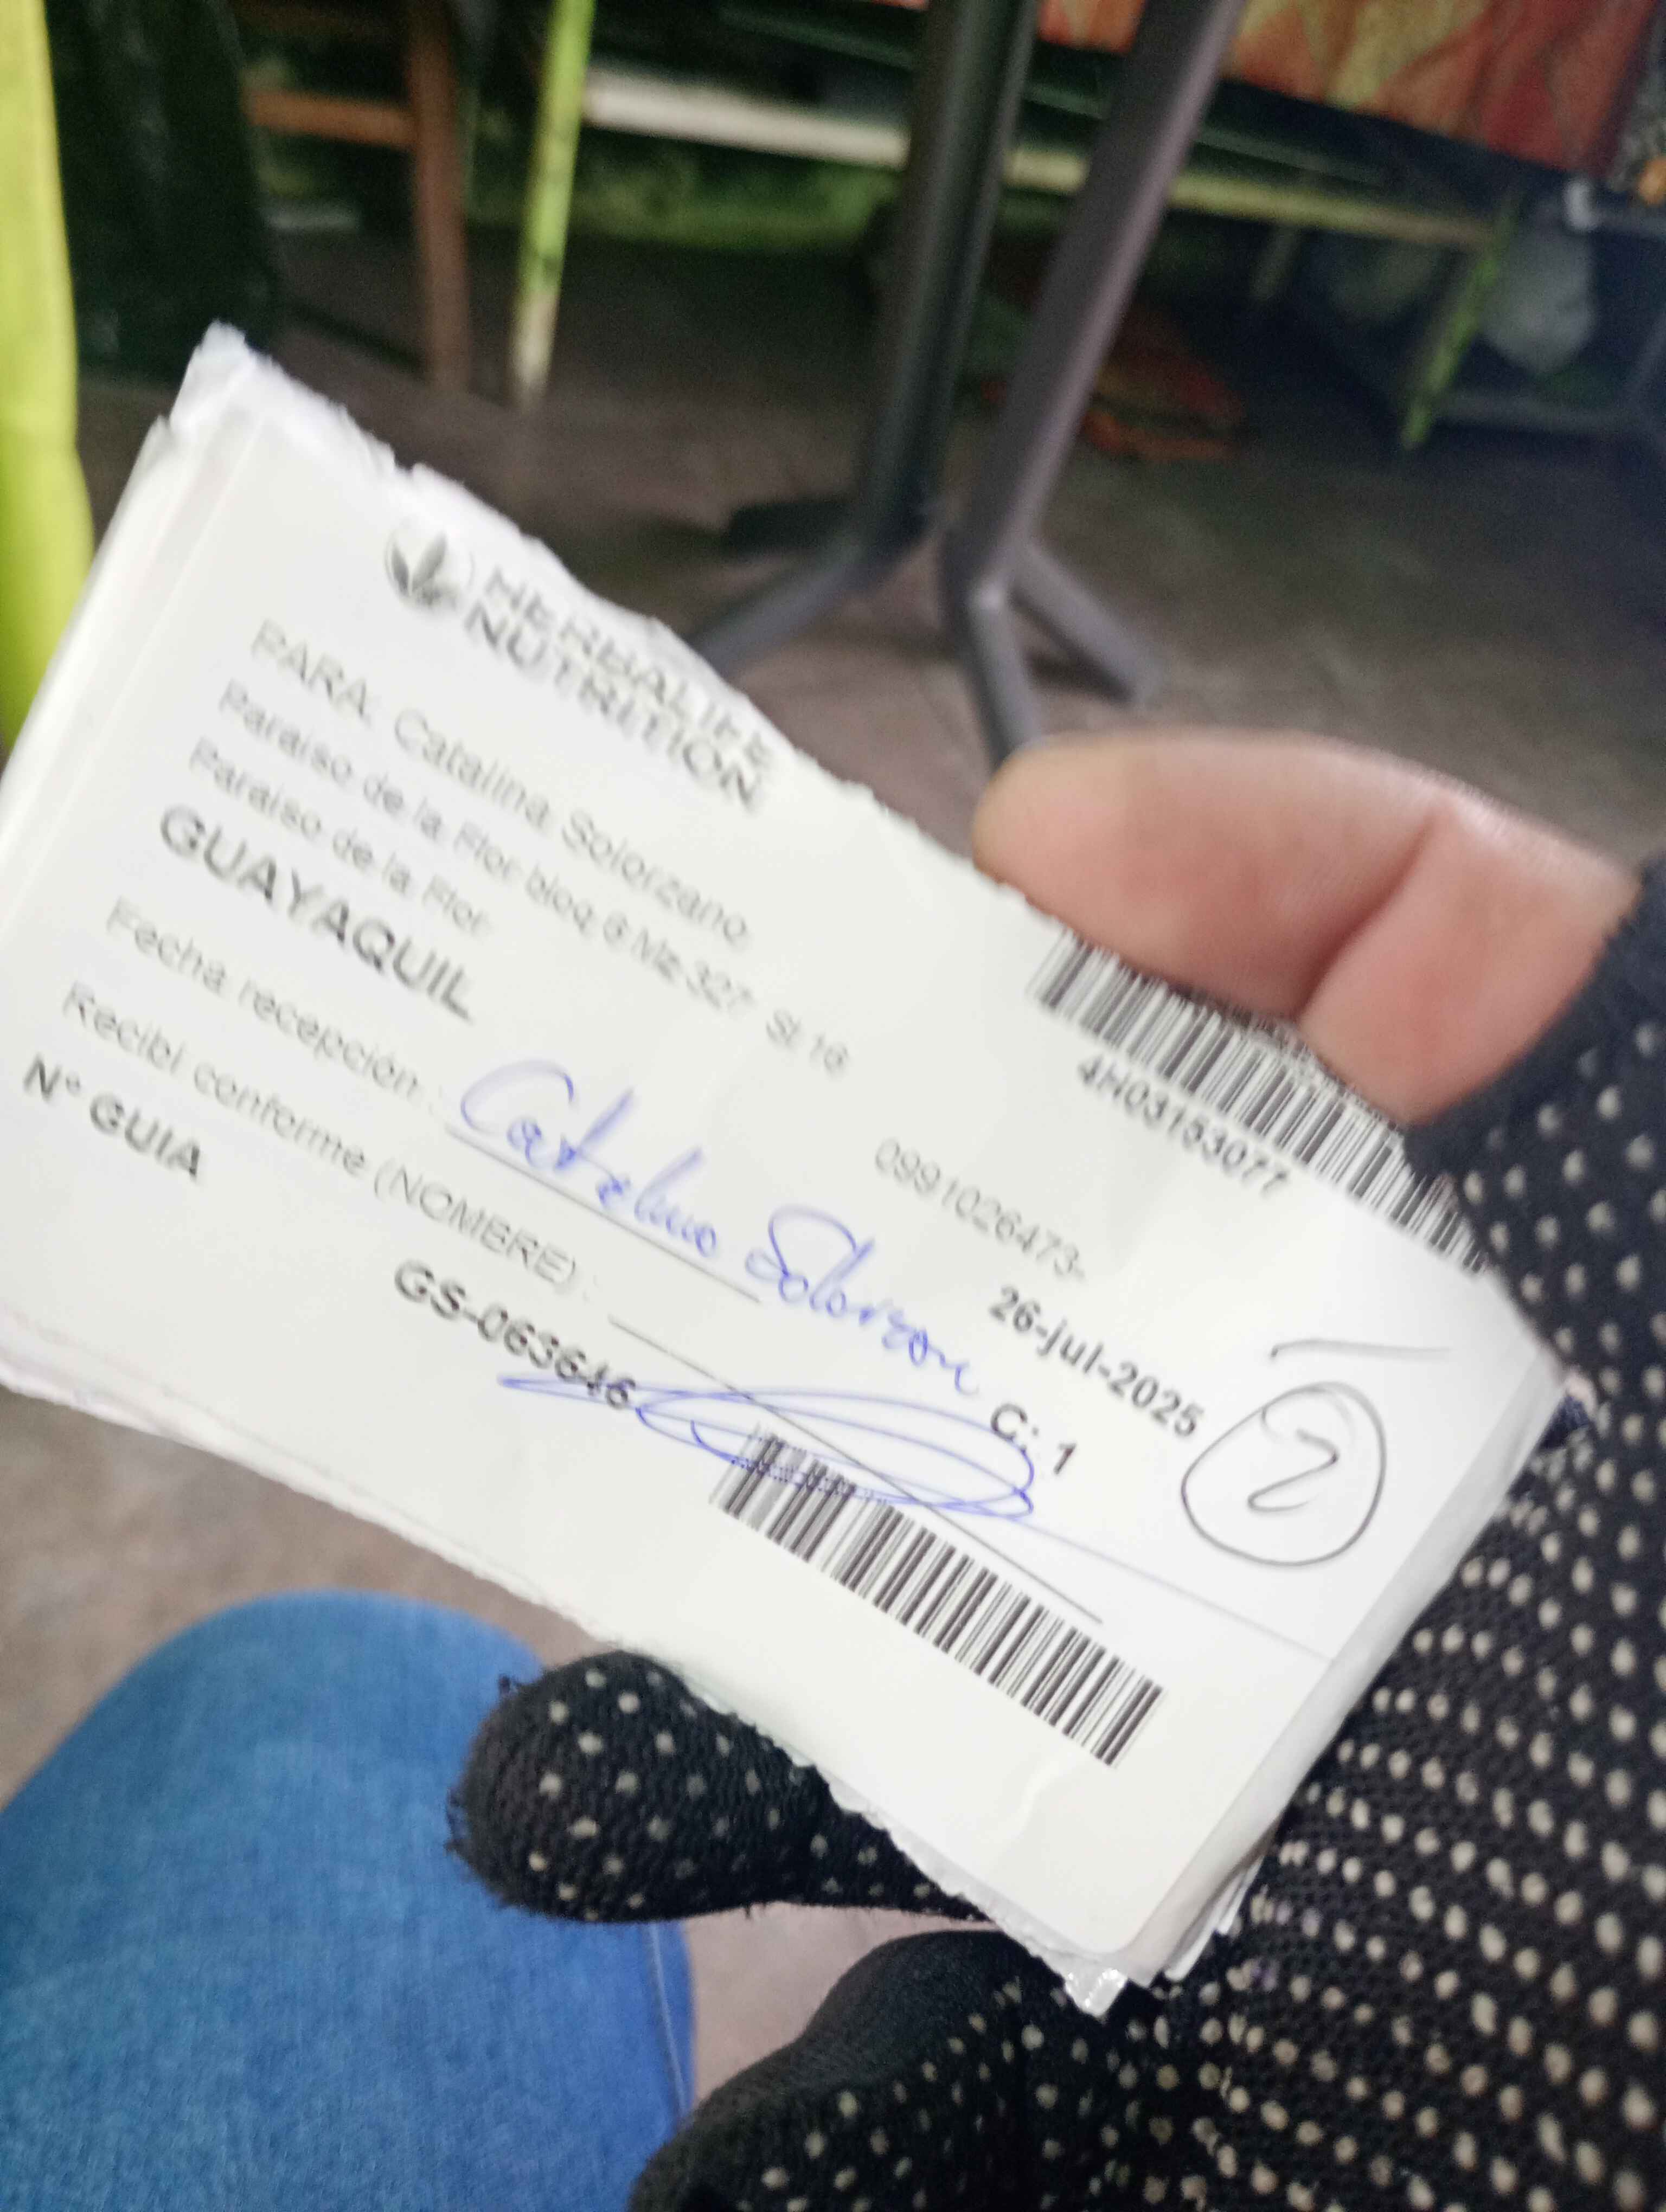 HERBALIFE
NUTRITION
4H03153077
PARA: Catalina Solorzano
Paraiso de la Flor bloq 6 Mz 327 SL 16
Paraiso de la Flor
0991026473-
GUAYAQUIL
26-jul-2025
Fecha recepción :
Catalina Solorzano
C: 1
2
Recibí conforme (NOMBRE) :
Nº GUIA
GS-063646